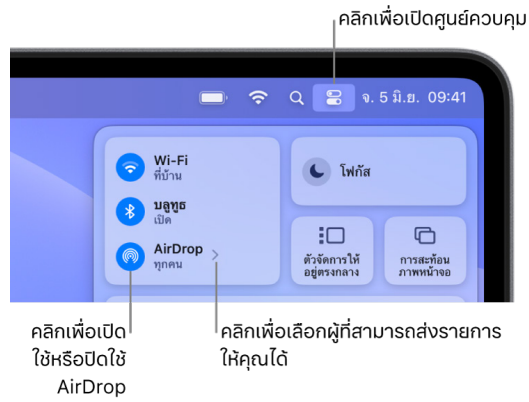 คลิกเพื่อเปิดศูนย์ควบคุม
จ. 5 มิ.ย. 09:41
Wi-Fi
ที่บ้าน
โฟกัส
บลูทูธ
เปิด
AirDrop
ทุกคน
ตัวจัดการให้
อยู่ตรงกลาง
การสะท้อน
ภาพหน้าจอ
คลิกเพื่อเปิด
ใช้หรือปิดใช้
AirDrop
คลิกเพื่อเลือกผู้ที่สามารถส่งรายการ
ให้คุณได้